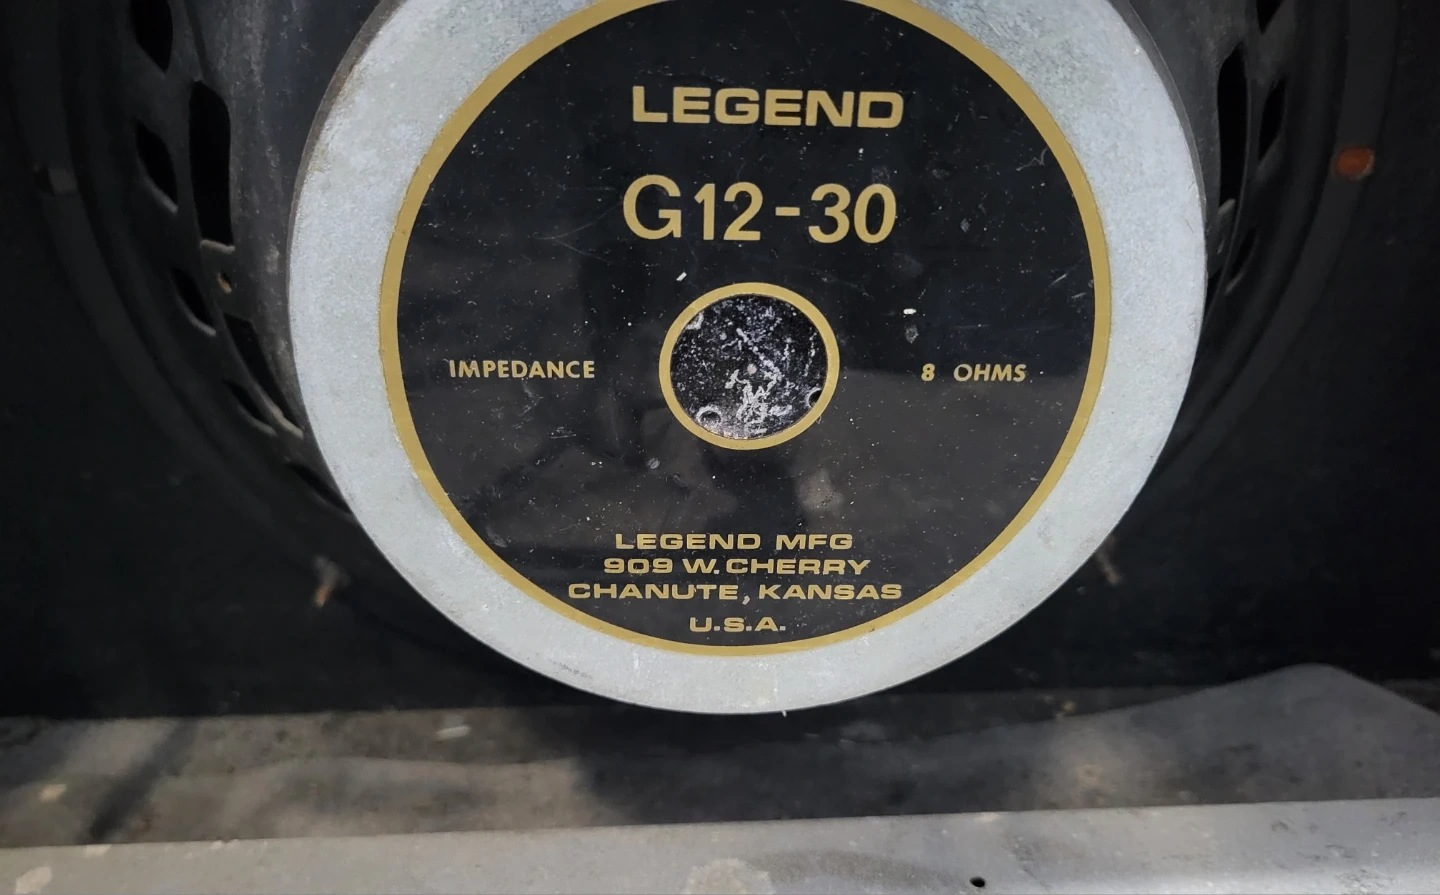 LEGEND
G12-30
IMPEDANCE 8 OHMS
LEGEND MFG
909 W. CHERRY
CHANUTE, KANSAS
U.S.A.